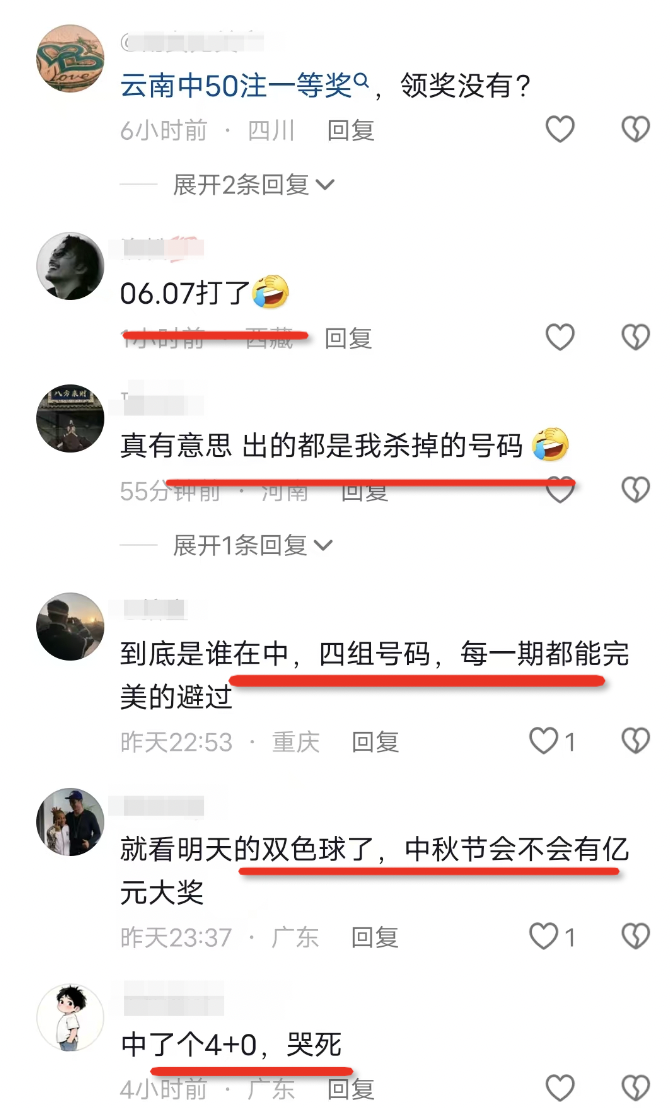 云南中50注一等奖，领奖没有？
6小时前 · 四川 回复
展开2条回复
06.07打了
1小时前 · 西藏 回复
真有意思 出的都是我杀掉的号码
55分钟前 · 河南 回复
展开1条回复
到底是谁在中，四组号码，每一期都能完
美的避过
昨天22:53 · 重庆 回复 1
就看明天的双色球了，中秋节会不会有亿
元大奖
昨天23:37 · 广东 回复 1
中了个4+0，哭死
4小时前 · 广东 回复